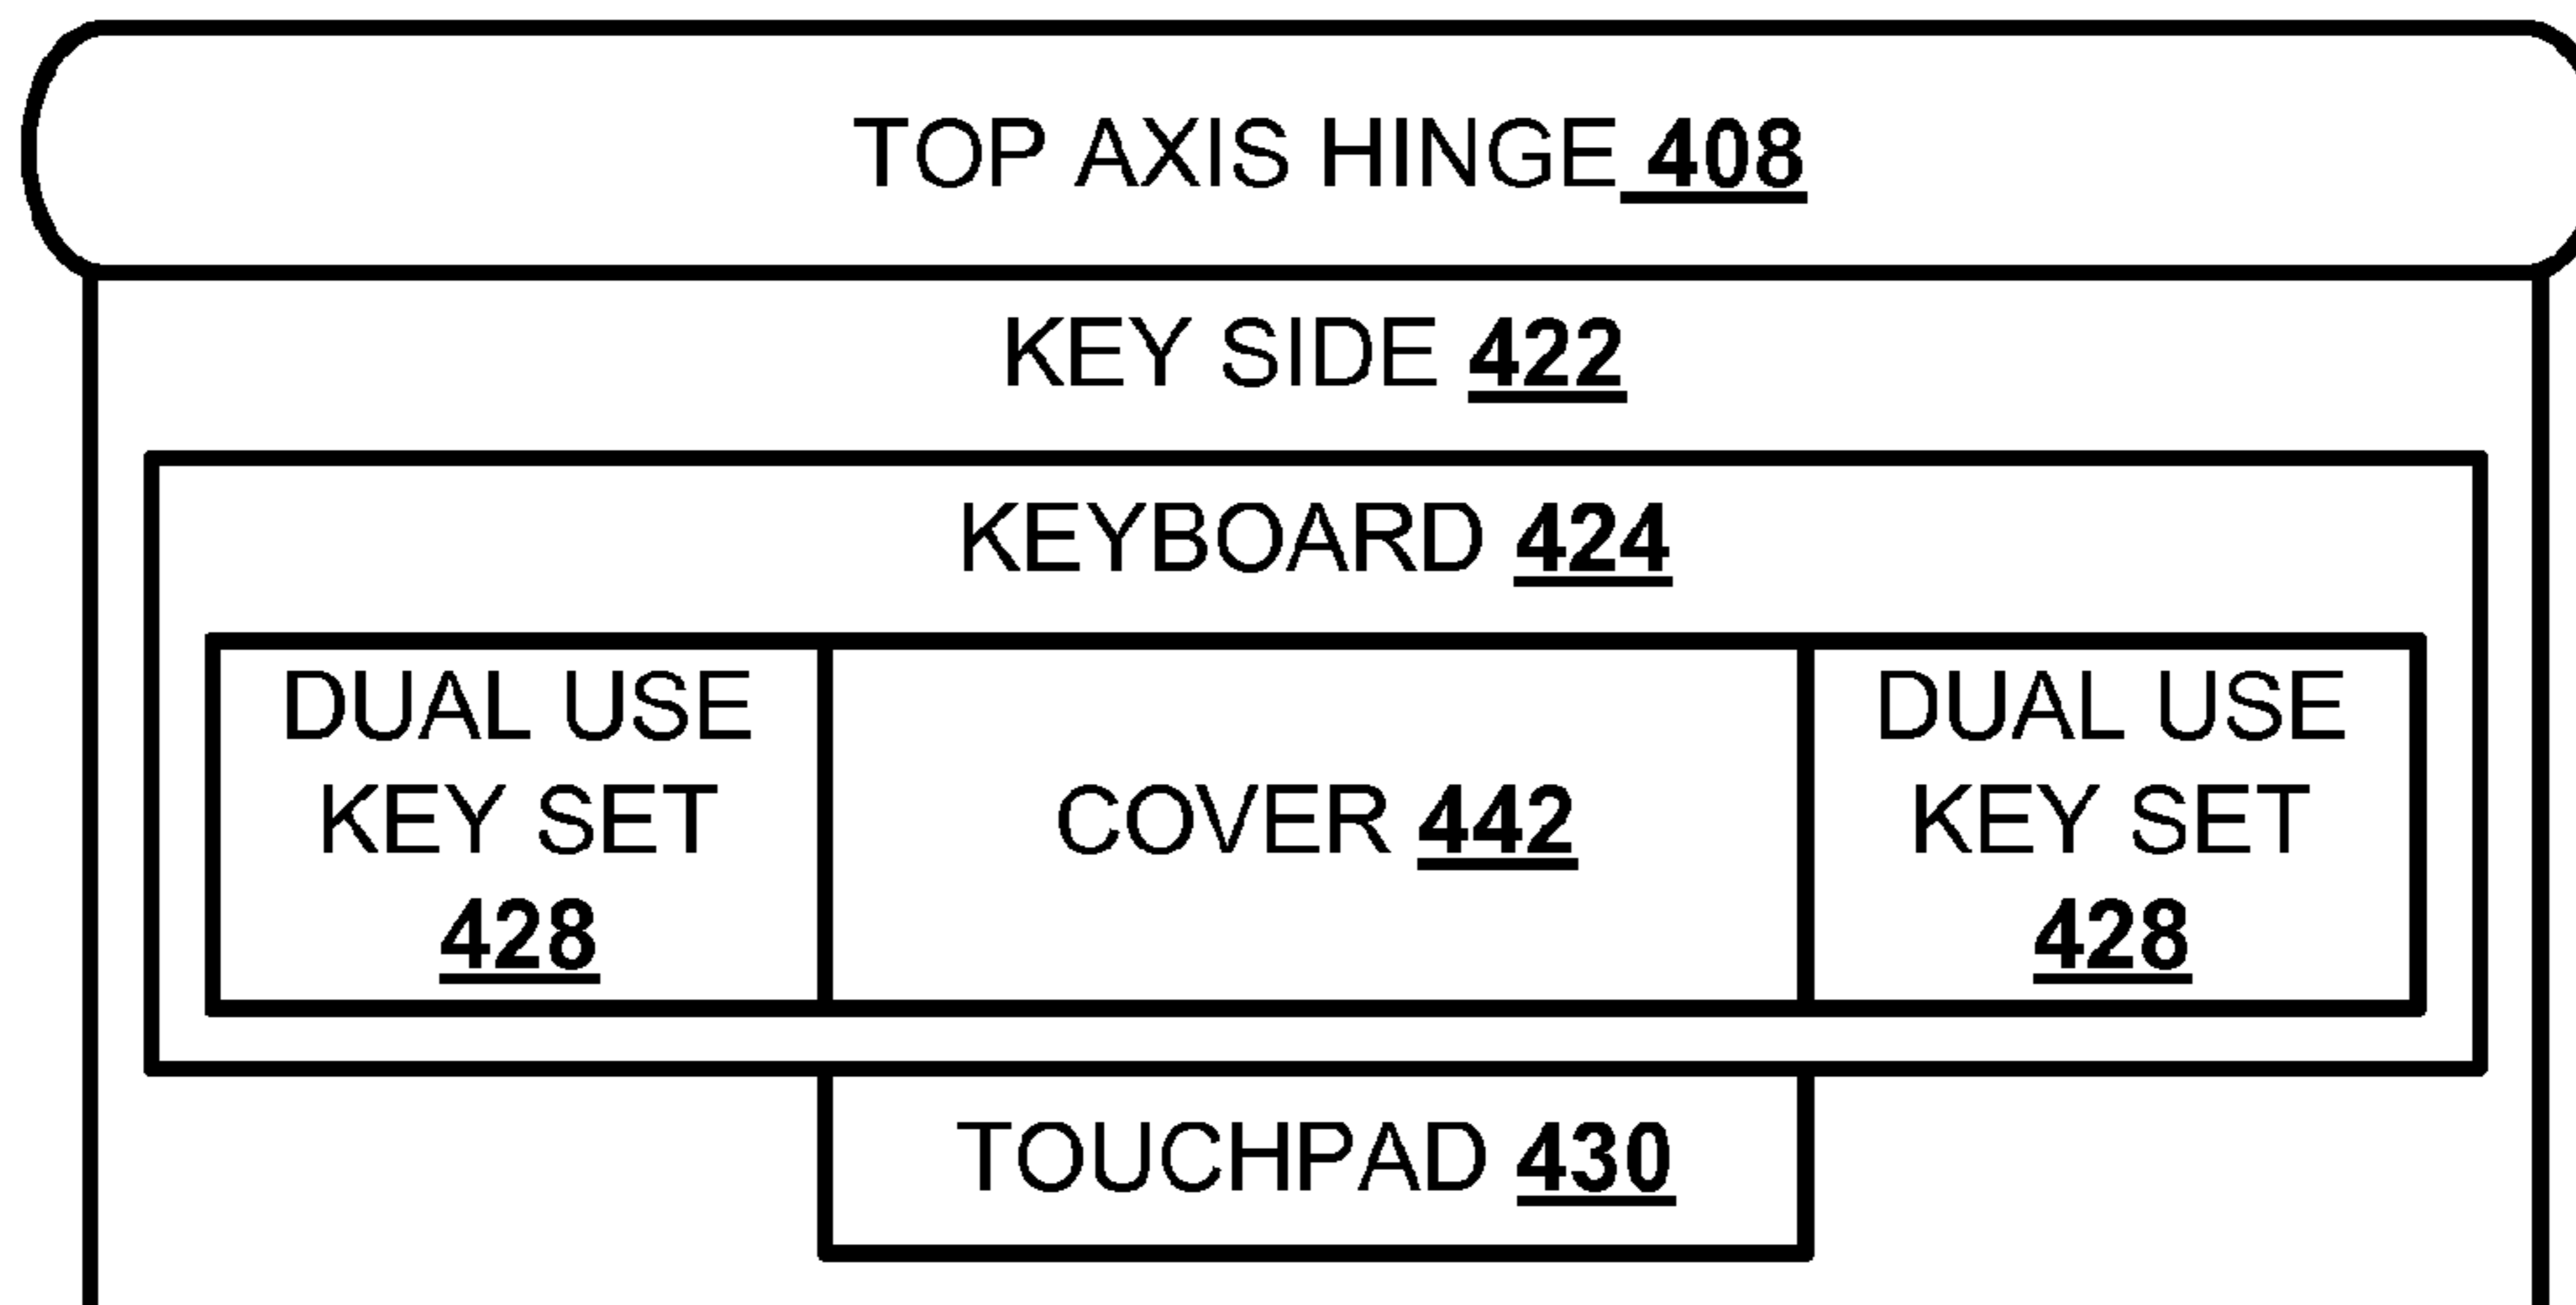 TOP AXIS HINGE 408
KEY SIDE 422
KEYBOARD 424
DUAL USE
KEY SET
428
COVER 442
DUAL USE
KEY SET
428
TOUCHPAD 430